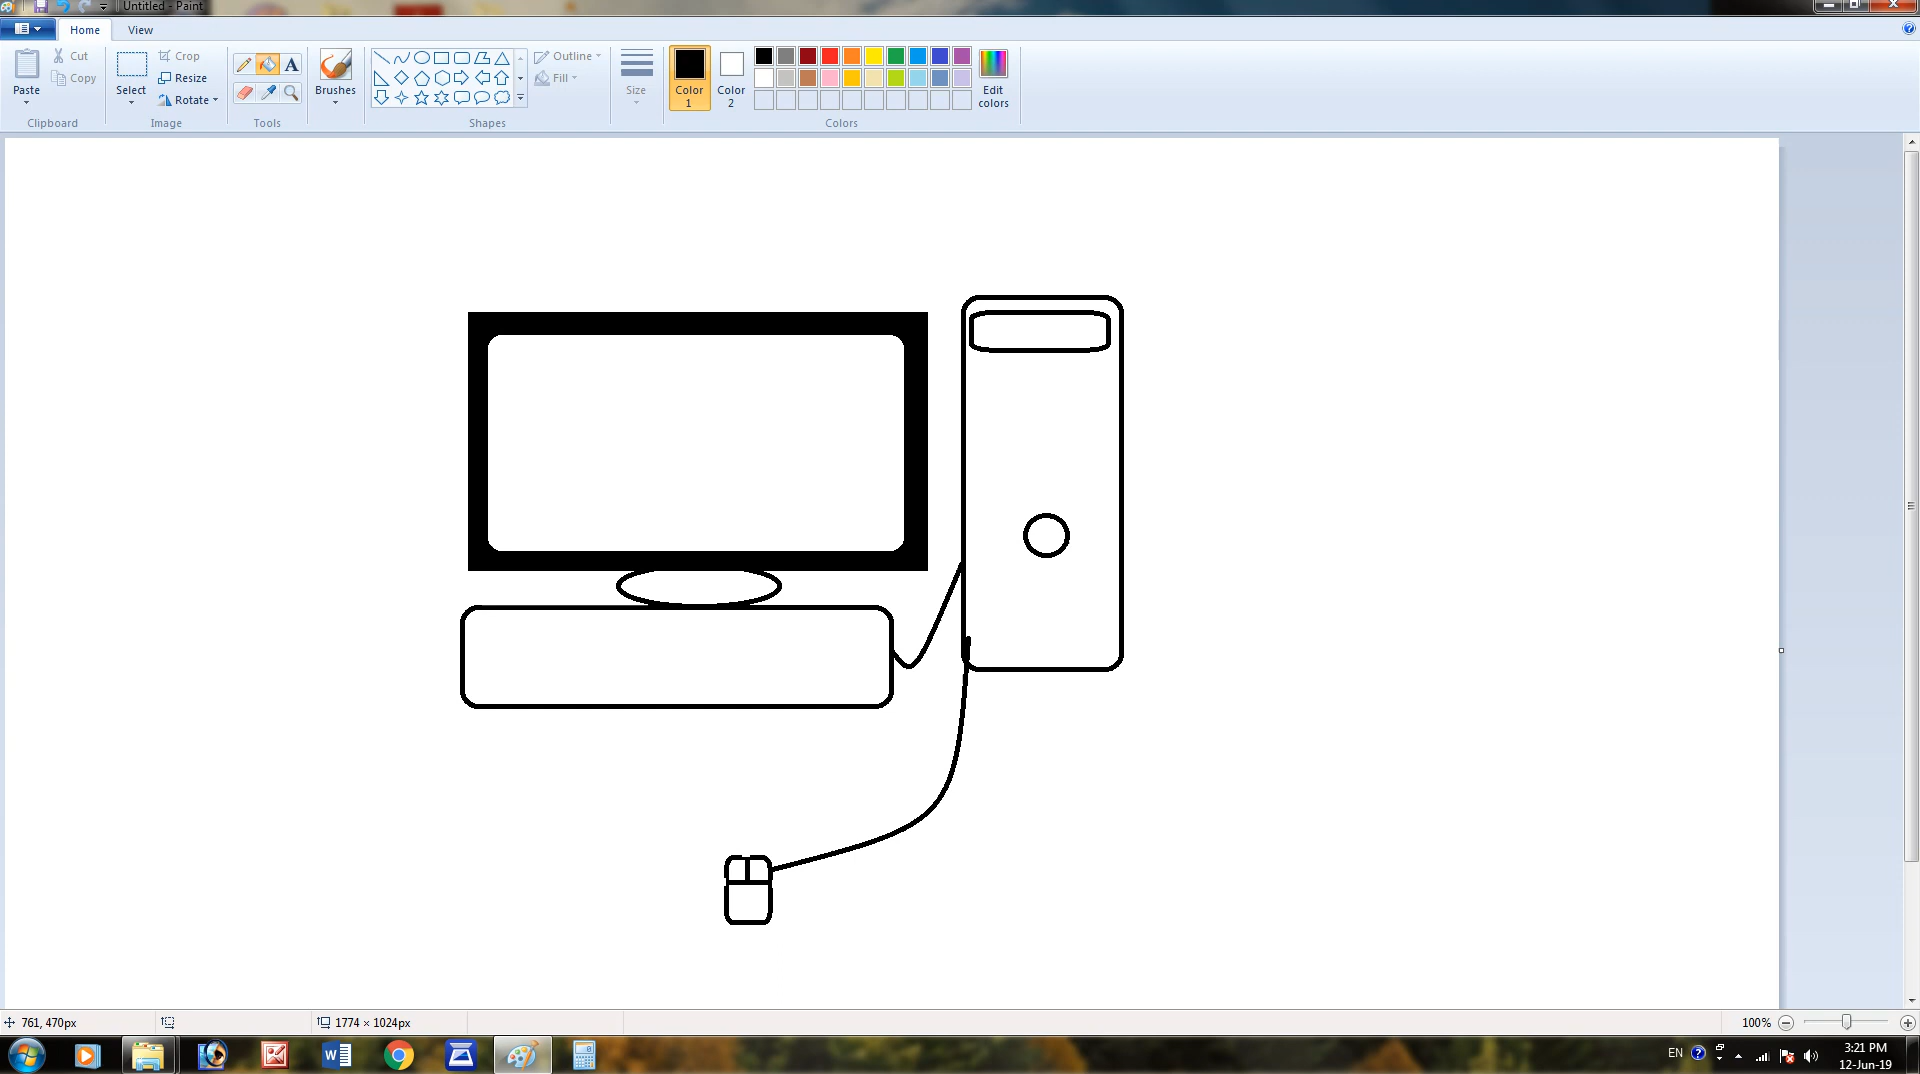 Untitled - Paint
Home View
Paste
Cut
Copy
Clipboard
Select
Crop
Resize
Rotate
Image
A
Tools
Brushes
Shapes
Outline
Fill
Size
Color 1
Color 2
Colors
Edit colors
761, 470px
1774 × 1024px
100%
W
EN
3:21 PM
12-Jun-19